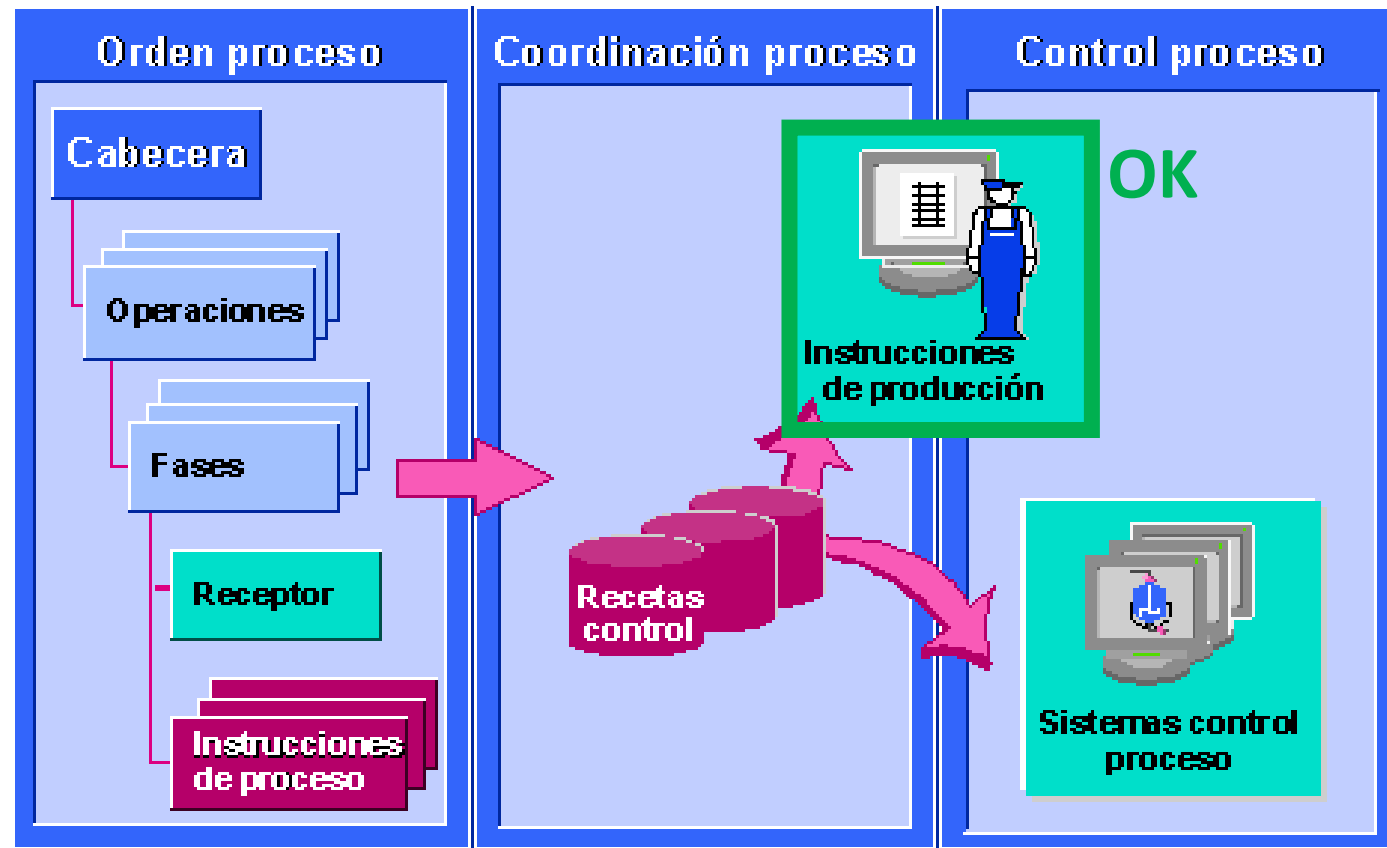 Orden proceso
Coordinación proceso
Control proceso
Cabecera
Operaciones
Fases
Receptor
Instrucciones
de proceso
Recetas
control
Instrucciones
de producción
OK
Sistemas control
proceso